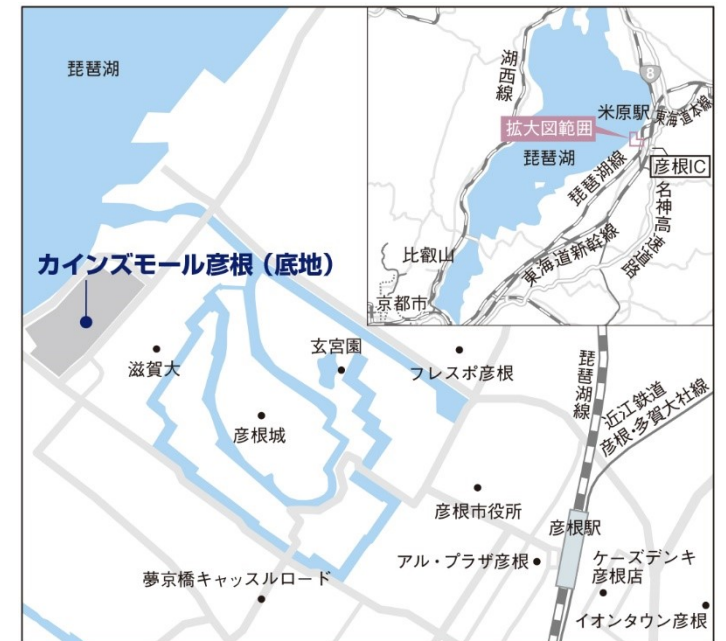 琵琶湖
カインズモール彦根（底地）
滋賀大
玄宮園
彦根城
フレスポ彦根
彦根市役所
アル・プラザ彦根
夢京橋キャッスルロード
琵琶湖線
近江鉄道
彦根・多賀大社線
彦根駅
ケーズデンキ
彦根店
イオンタウン彦根
湖西線
8
米原駅
東海道本線
拡大図範囲
琵琶湖
琵琶湖線
彦根IC
名神高速道路
東海道新幹線
比叡山
京都市